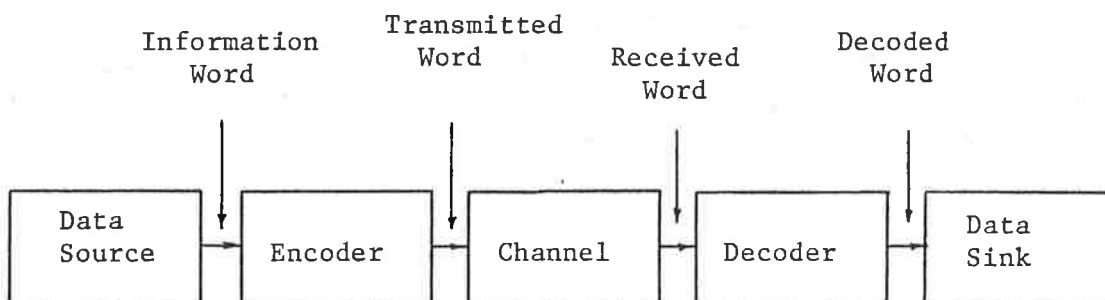 Information
Word
Transmitted
Word
Received
Word
Decoded
Word
Data
Source
Encoder
Channel
Decoder
Data
Sink